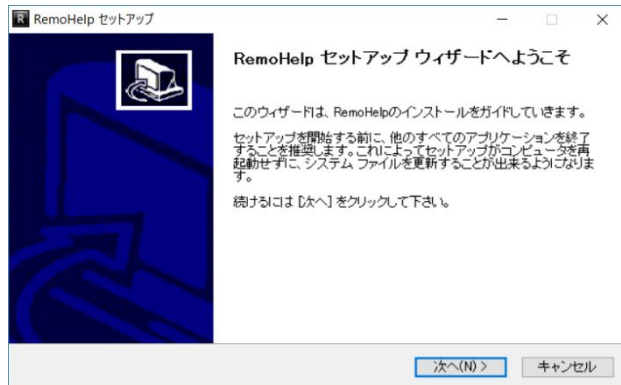 RemoHelp セットアップ
RemoHelp セットアップ ウィザードへようこそ
このウィザードは、RemoHelpのインストールをガイドしていきます。
セットアップを開始する前に、他のすべてのアプリケーションを終了
することを推奨します。これによってセットアップがコンピュータを再
起動せずに、システム ファイルを更新することが出来るようになりま
す。
続けるには [次へ] をクリックして下さい。
次へ(N) >
キャンセル